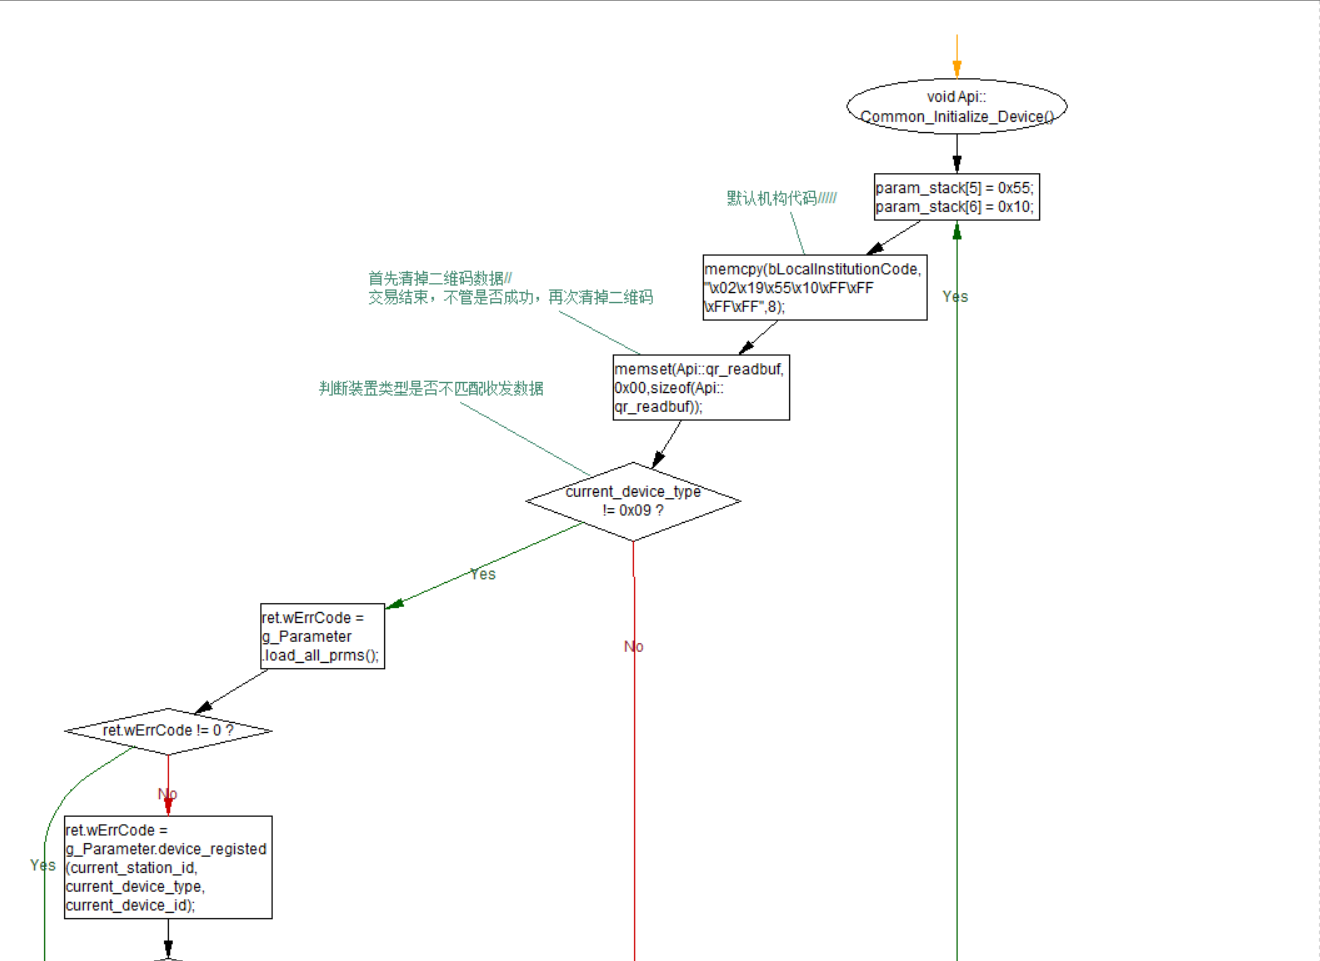 void Api::
Common_Initialize_Device()
param_stack[5] = 0x55;
param_stack[6] = 0x10;
默认机构代码/////
memcpy(bLocalInstitutionCode,
"\x02\x19\x55\x10\xFF\xFF
\xFF\xFF",8);
首先清掉二维码数据//
交易结束，不管是否成功，再次清掉二维码
Yes
memset(Api::qr_readbuf,
0x00,sizeof(Api::
qr_readbuf));
判断装置类型是否不匹配收发数据
current_device_type
!= 0x09 ?
Yes
ret.wErrCode =
g_Parameter
.load_all_prms();
No
ret.wErrCode != 0 ?
No
ret.wErrCode =
g_Parameter.device_registed
(current_station_id,
current_device_type,
current_device_id);
Yes